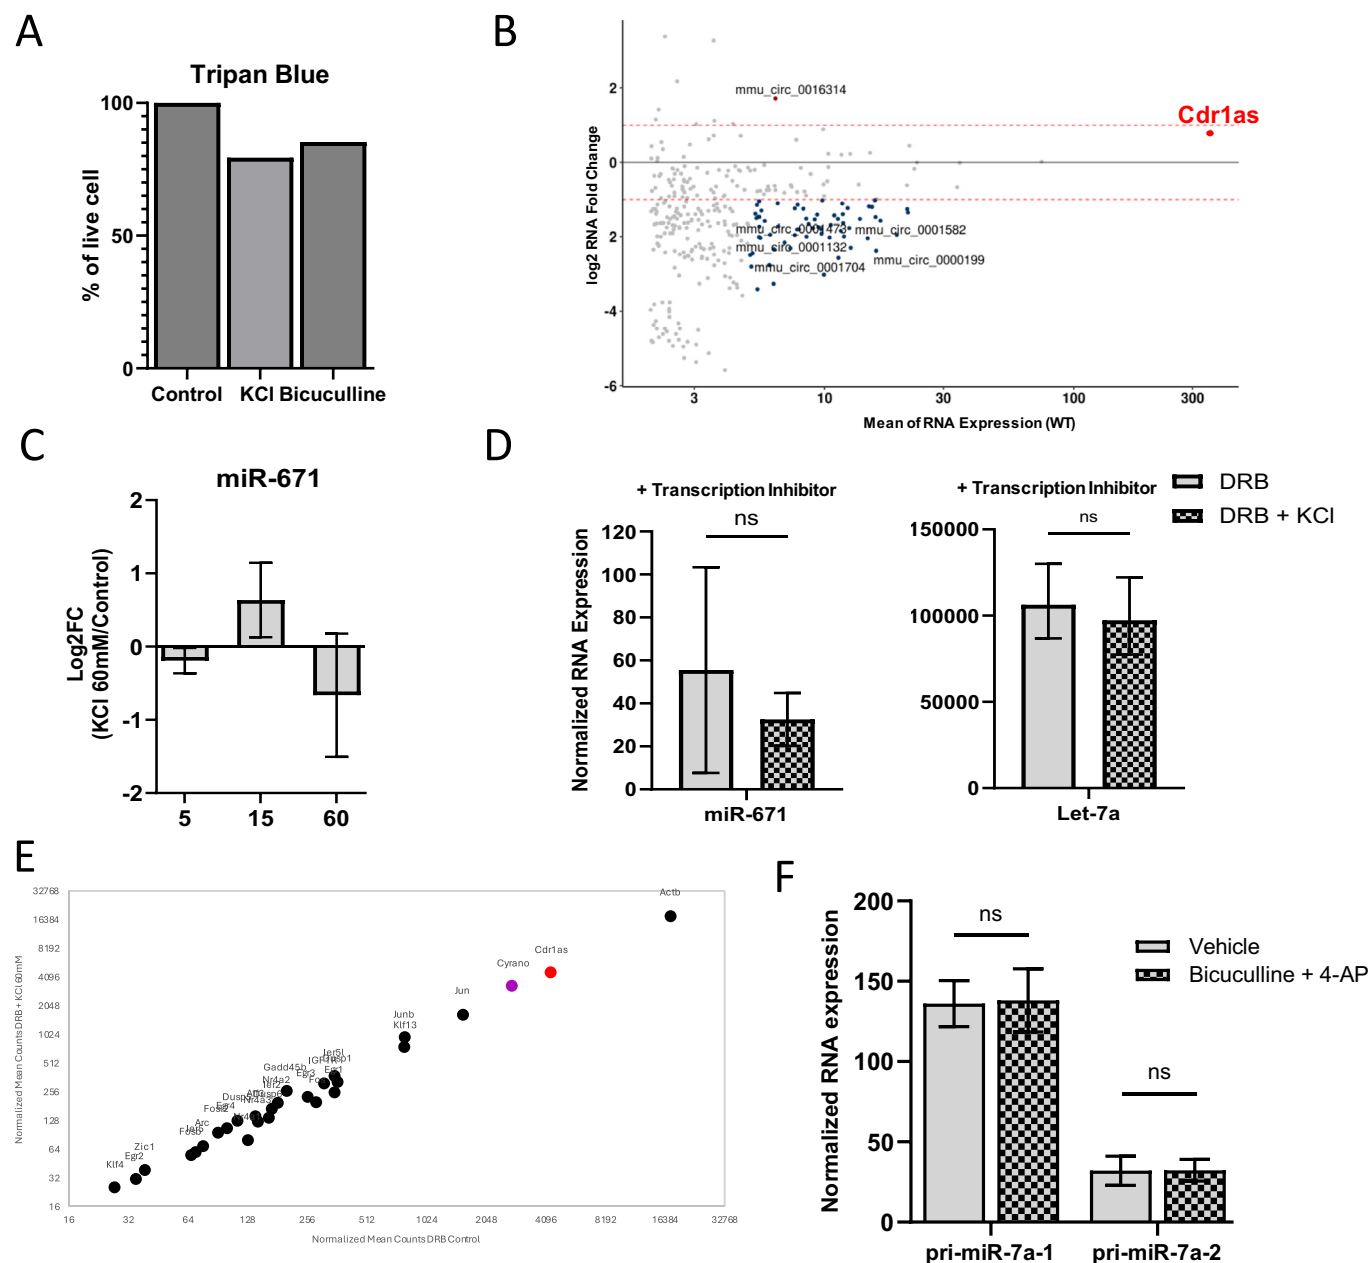 A
Tripan Blue
% of live cell
100
50
0
Control KCl Bicuculline
B
log2 RNA Fold Change
2
0
2
-4
-6
mmu_circ_0016314
Cdr1as
mmu_circ_0001473
mmu_circ_0001582
mmu_circ_0001132
mmu_circ_0000199
mmu_circ_0001704
3 10 30 100 300
Mean of RNA Expression (WT)
C
miR-671
Log2FC
(KCl 60mM/Control)
2
1
0
-1
-2
5 15 60
D
+ Transcription Inhibitor
ns
Normalized RNA Expression
120
100
80
60
40
20
0
miR-671
+ Transcription Inhibitor
ns
150000
100000
50000
0
Let-7a
DRB
DRB + KCl
E
Normalized Mean Counts DRB + KCl 60mM
32768
16384
8192
4096
2048
1024
512
256
128
64
32
16
Actb
Cdr1as
Cyrano
Jun
Junb
Klf13
Ier5l
Gadd45b
Egr3
Nr4a2
Arc
Fosb
Zic1
Egr2
Klf4
16 32 64 128 256 512 1024 2048 4096 8192 16384 32768
Normalized Mean Counts DRB Control
F
Normalized RNA expression
200
150
100
50
0
ns
ns
Vehicle
Bicuculline + 4-AP
pri-miR-7a-1 pri-miR-7a-2